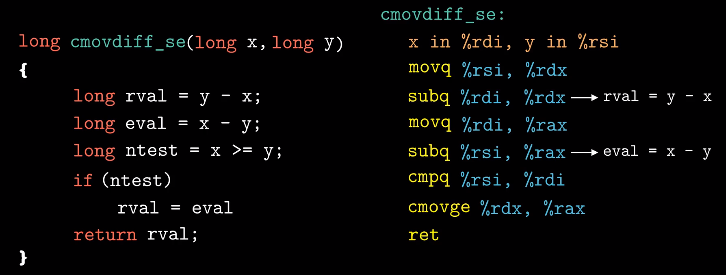 long cmovdiff_se(long x, long y)
{
long rval = y - x;
long eval = x - y;
long ntest = x >= y;
if (ntest)
rval = eval
return rval;
}
cmovdiff_se:
x in %rdi, y in %rsi
movq %rsi, %rdx
subq %rdi, %rdx → rval = y - x
movq %rdi, %rax
subq %rsi, %rax → eval = x - y
cmpq %rsi, %rdi
cmovge %rdx, %rax
ret